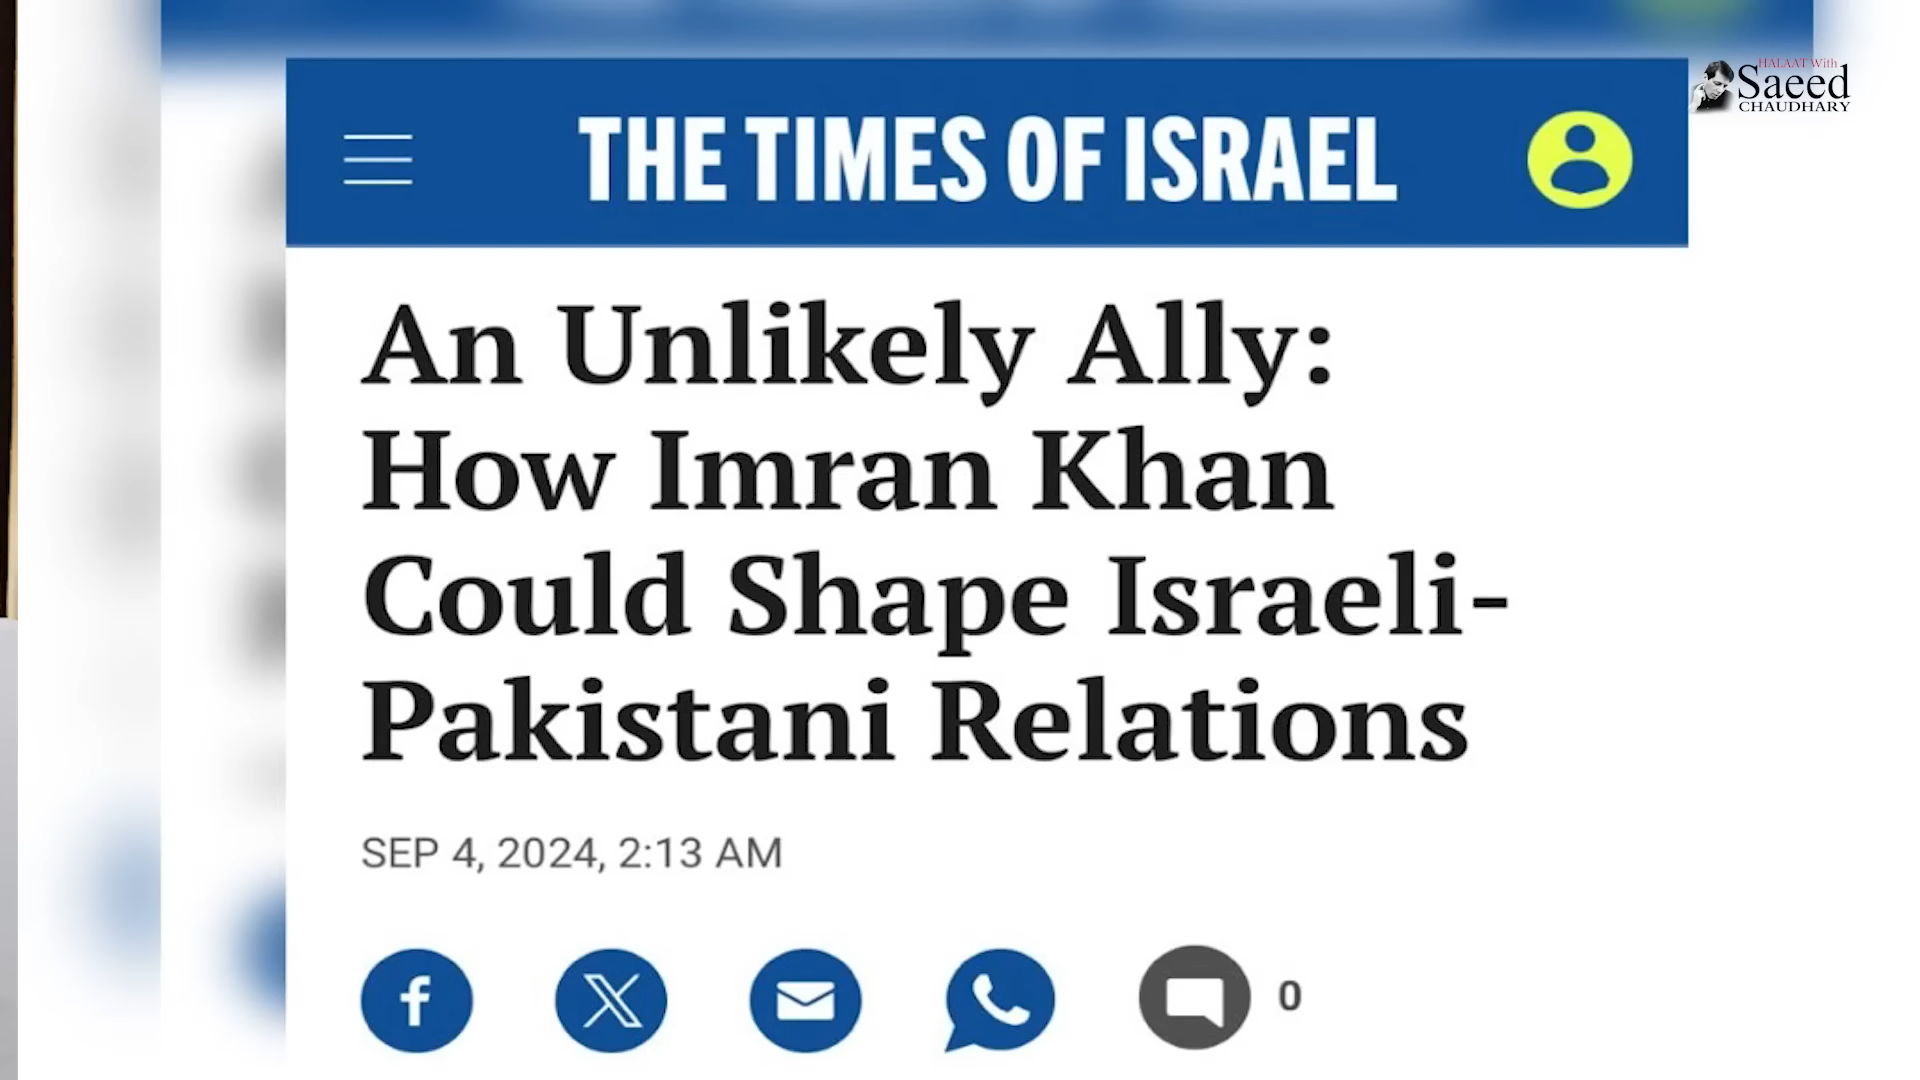 THE TIMES OF ISRAEL
HALAAT With
Saeed
CHAUDHARY
An Unlikely Ally:
How Imran Khan
Could Shape Israeli-
Pakistani Relations
SEP 4, 2024, 2:13 AM
0